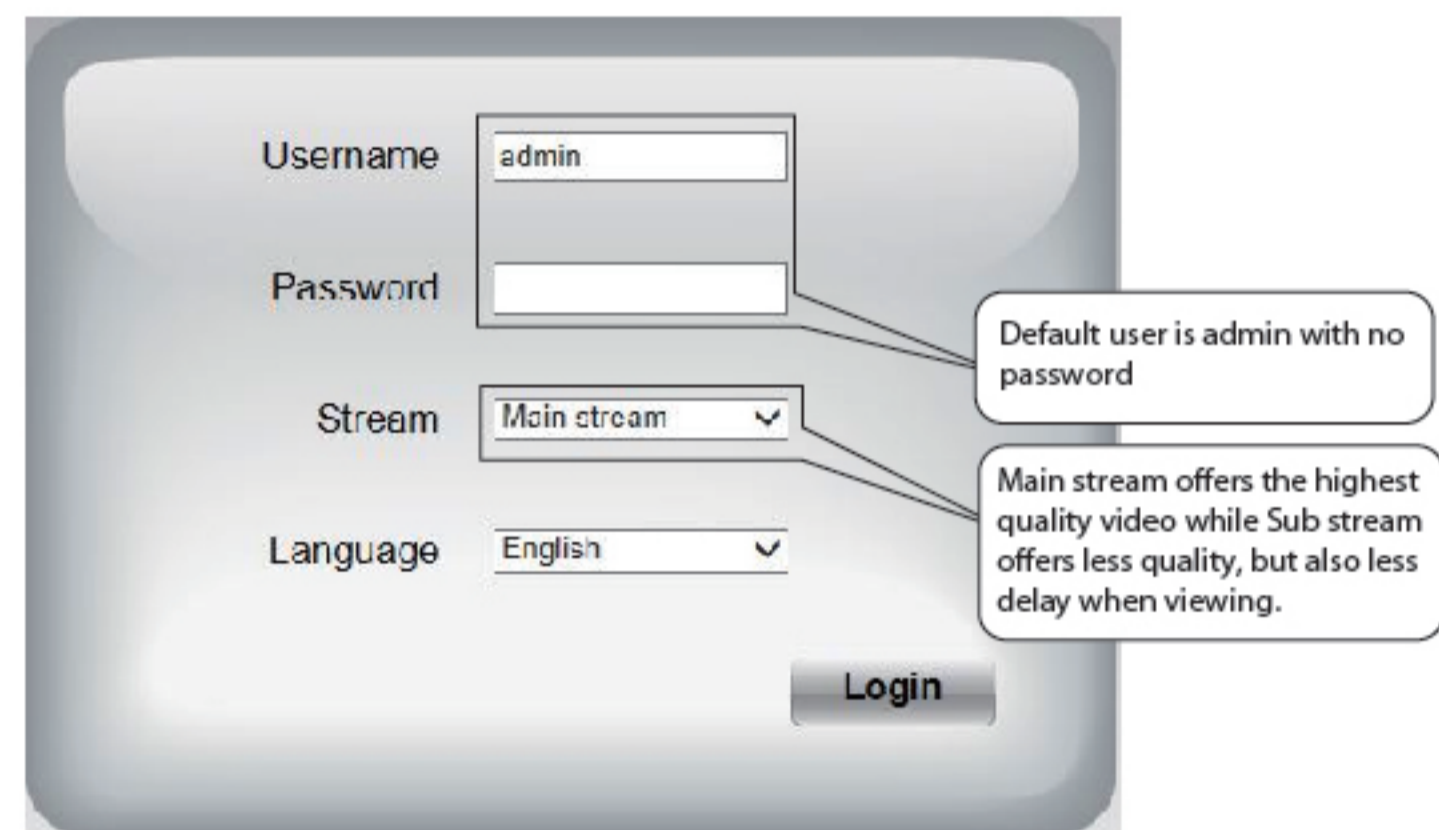 Username admin
Password
Default user is admin with no
password
Stream Main stream
Main stream offers the highest
quality video while Sub stream
offers less quality, but also less
delay when viewing.
Language English
Login